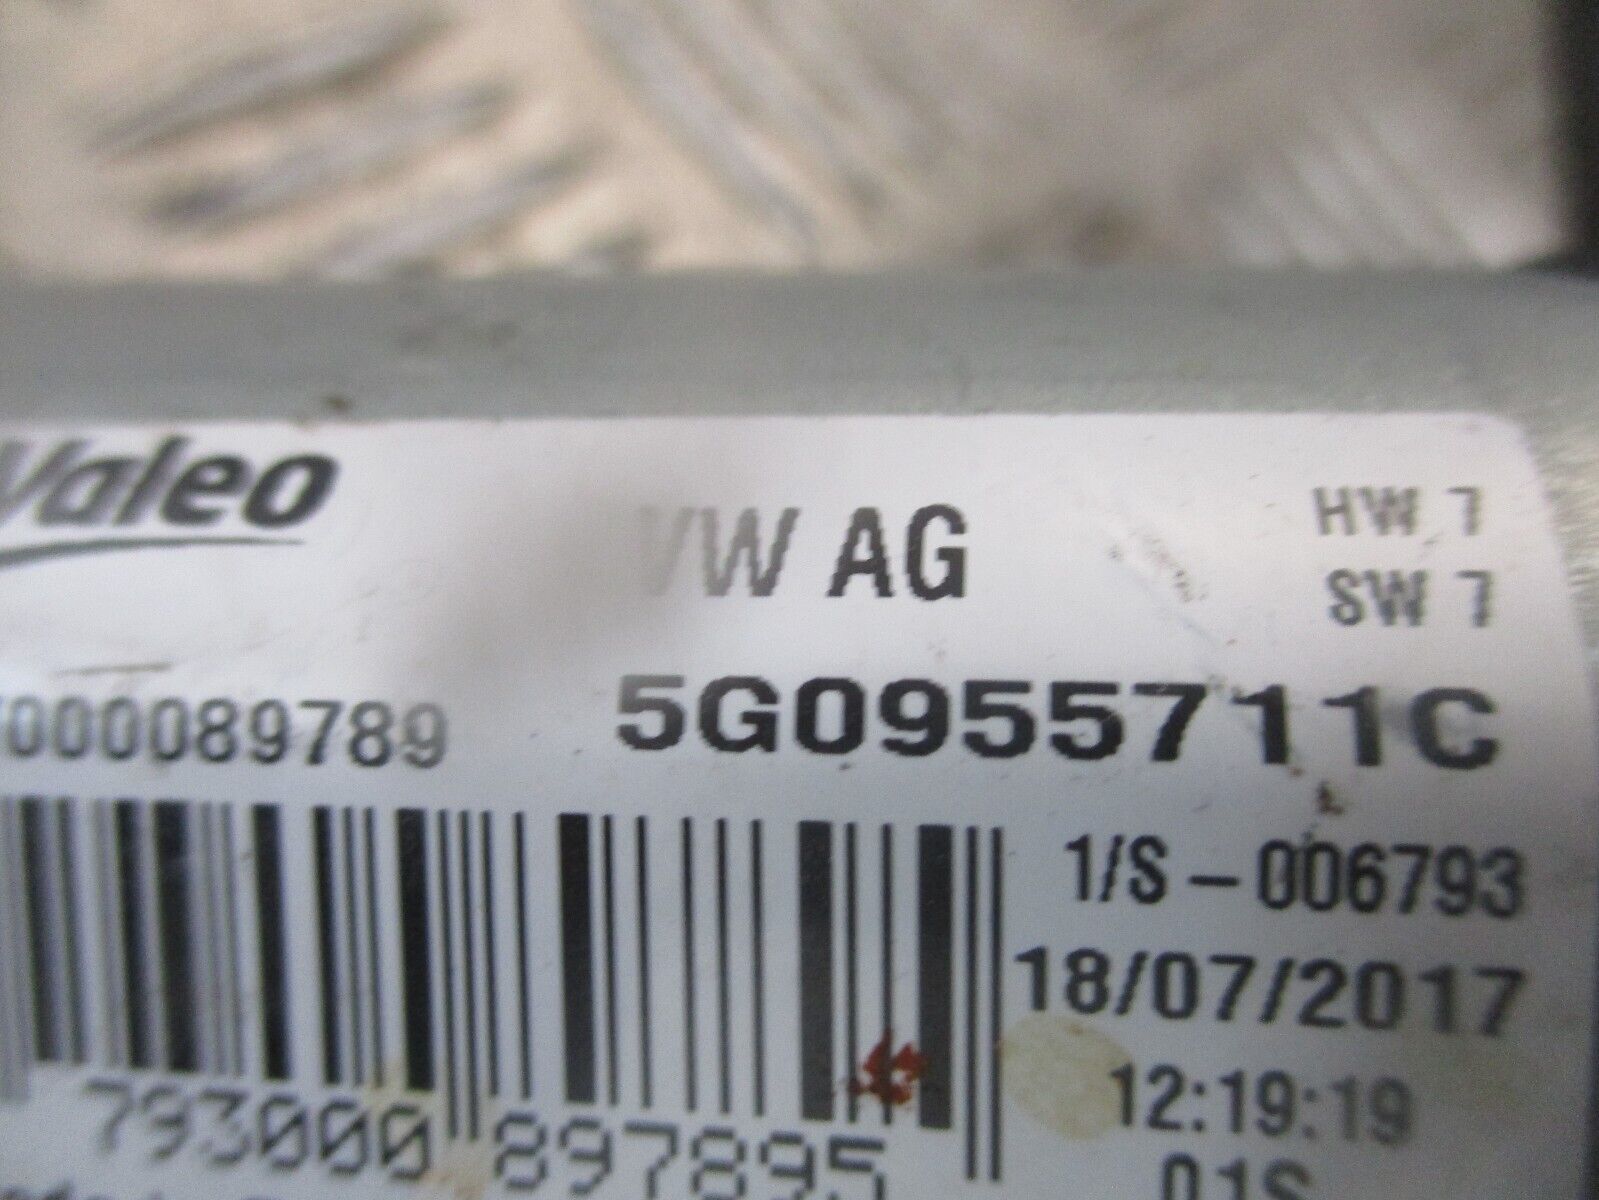 Valeo
VW AG
HW 7
SW 7
000089789
5G0955711C
1/S - 006793
18/07/2017
12:19:19
793000 897895
01S